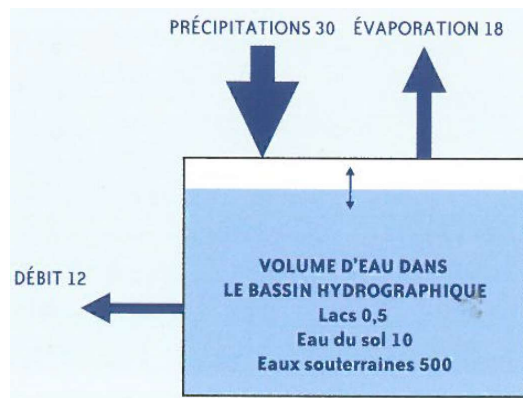 PRÉCIPITATIONS 30 ÉVAPORATION 18
DÉBIT 12
VOLUME D'EAU DANS
LE BASSIN HYDROGRAPHIQUE
Lacs 0,5
Eau du sol 10
Eaux souterraines 500